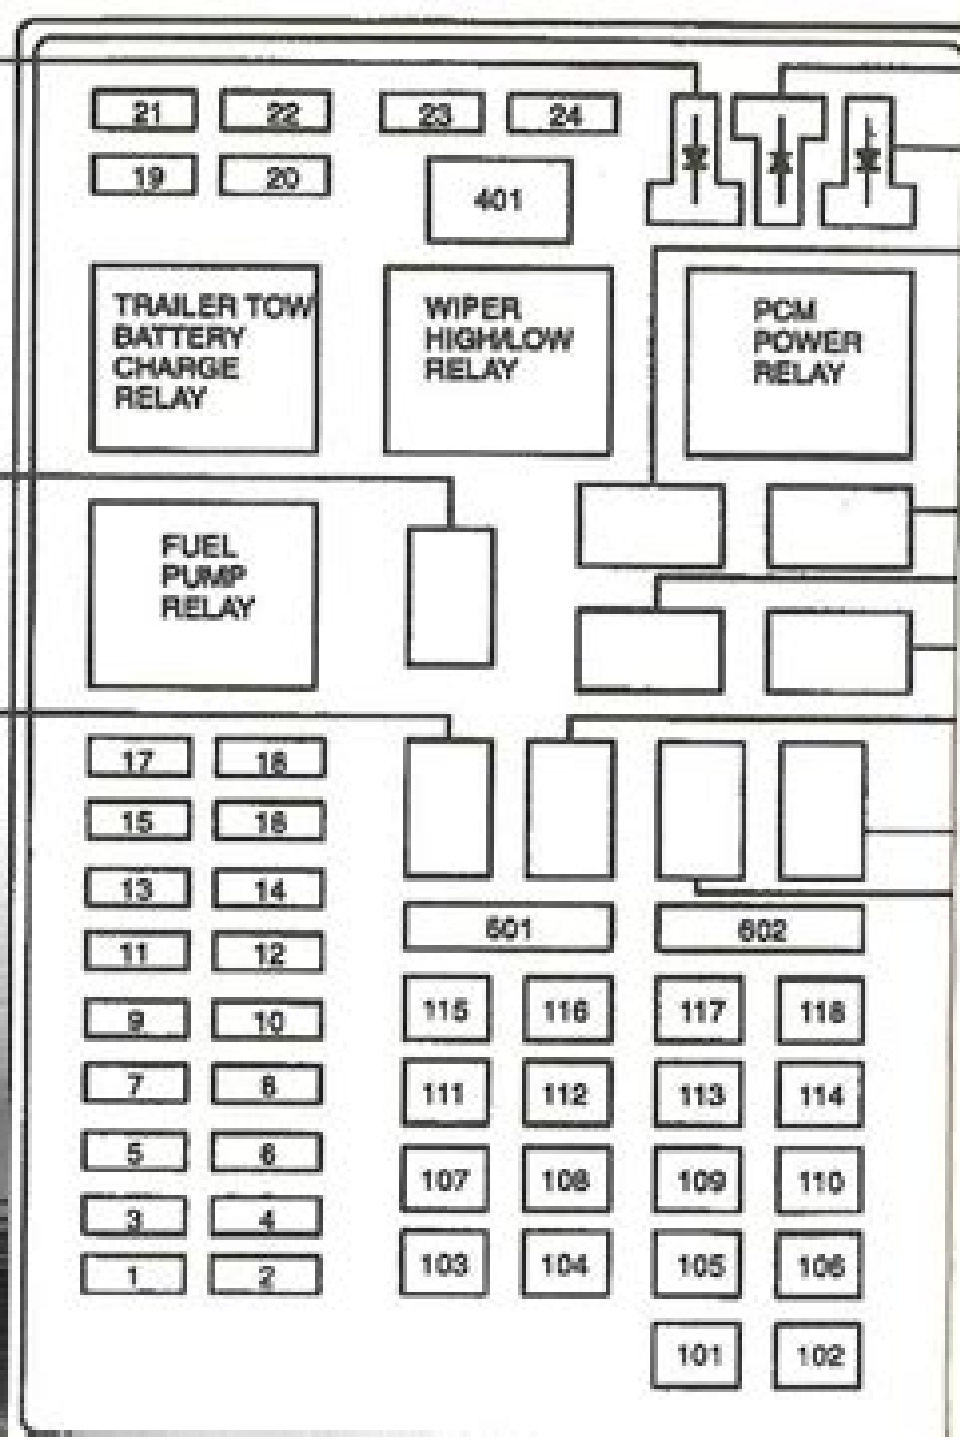 21 22 23 24
19 20 401
TRAILER TOW
BATTERY
CHARGE
RELAY
WIPER
HIGH/LOW
RELAY
PCM
POWER
RELAY
FUEL
PUMP
RELAY
17 18
15 16
13 14
601 602
11 12
115 116 117 118
9 10
7 8
111 112 113 114
5 6
107 108 109 110
3 4
103 104 105 106
1 2
101 102